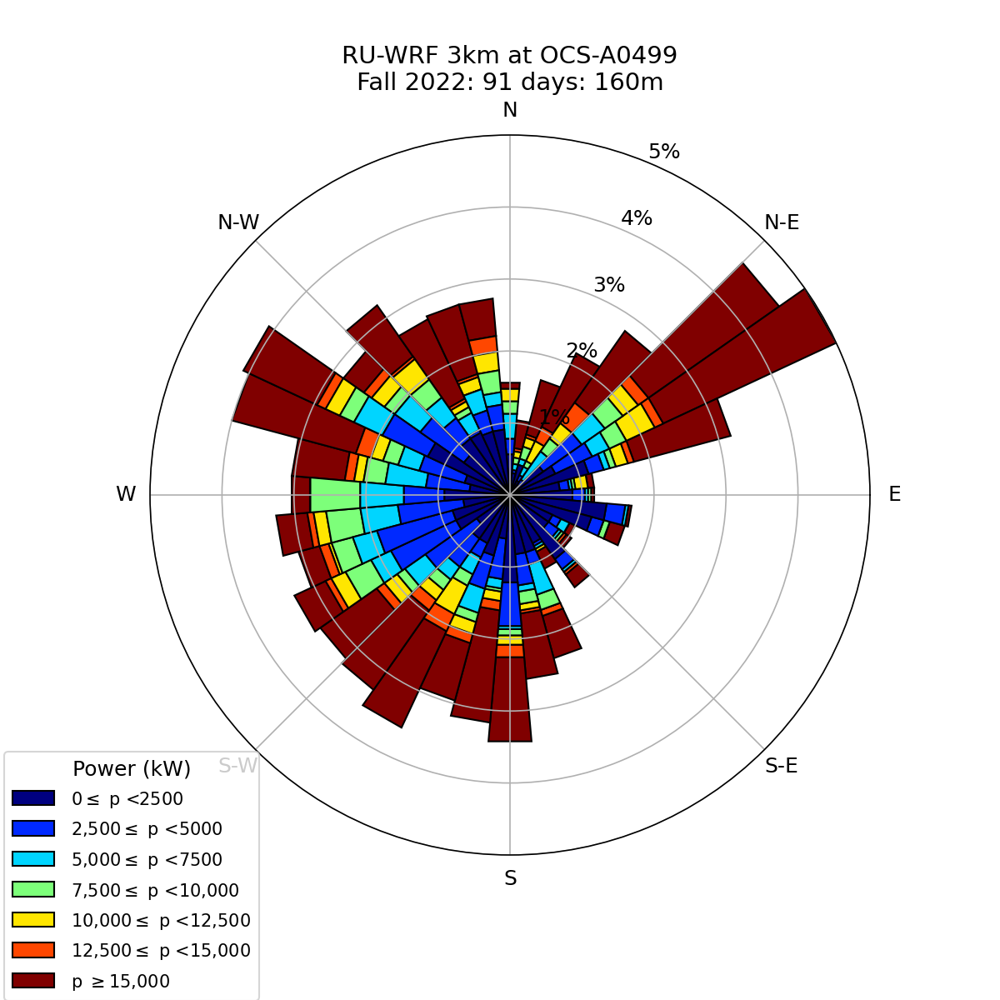 RU-WRF 3km at OCS-A0499
Fall 2022: 91 days: 160m
N
5%
N-W
4%
N-E
3%
2%
1%
W
E
S-W
S-E
S
Power (kW)
0≤ p <2500
2,500≤ p <5000
5,000≤ p <7500
7,500≤ p <10,000
10,000≤ p <12,500
12,500≤ p <15,000
p ≥15,000